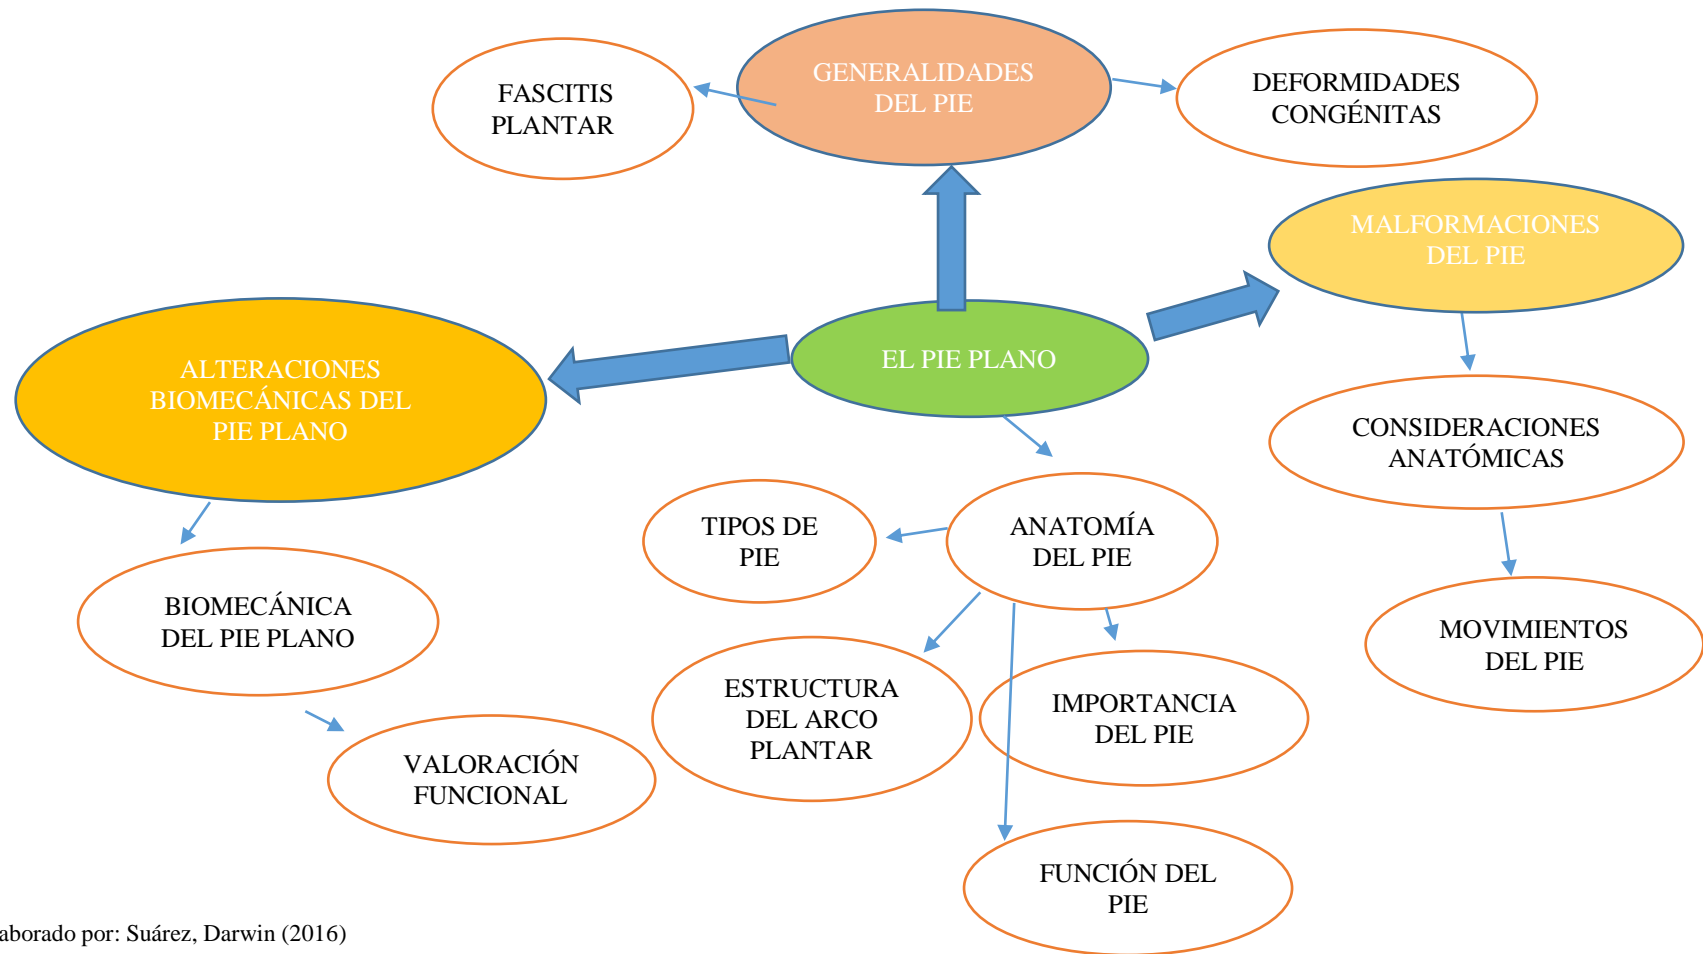 GENERALIDADES
DEL PIE
FASCITIS
PLANTAR
DEFORMIDADES
CONGÉNITAS
MALFORMACIONES
DEL PIE
EL PIE PLANO
ALTERACIONES
BIOMECÁNICAS DEL
PIE PLANO
CONSIDERACIONES
ANATÓMICAS
TIPOS DE
PIE
ANATOMÍA
DEL PIE
BIOMECÁNICA
DEL PIE PLANO
MOVIMIENTOS
DEL PIE
ESTRUCTURA
DEL ARCO
PLANTAR
IMPORTANCIA
DEL PIE
VALORACIÓN
FUNCIONAL
FUNCIÓN DEL
PIE
aborado por: Suárez, Darwin (2016)